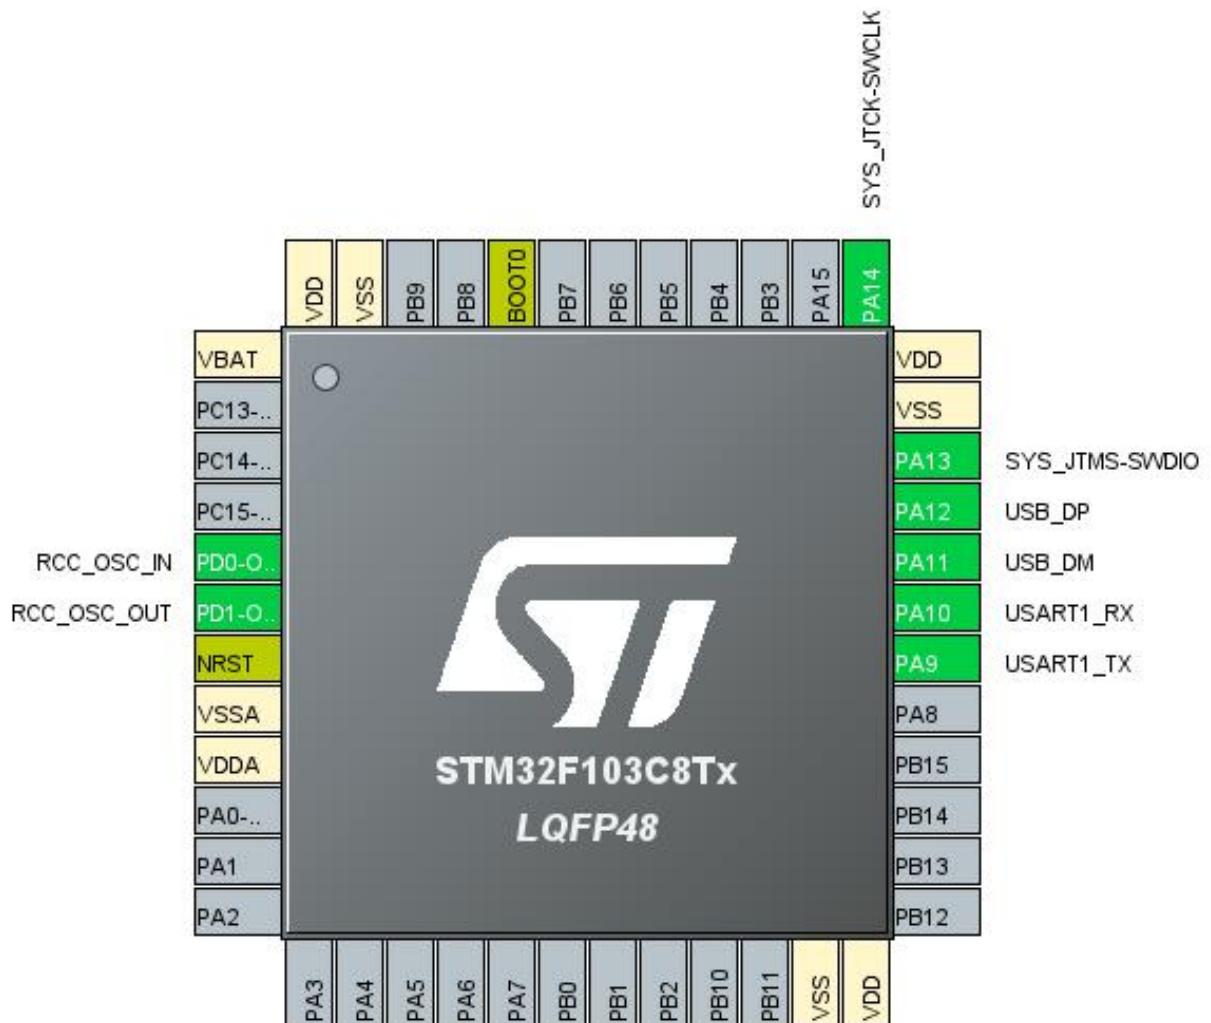 SYS_JTCK-SWCLK
VDD
VSS
PB9
PB8
BOOT0
PB7
PB6
PB5
PB4
PB3
PA15
PA14
VBAT
PC13-..
PC14-..
PC15-..
RCC_OSC_IN PD0-O..
RCC_OSC_OUT PD1-O..
NRST
VSSA
VDDA
PA0-..
PA1
PA2
STM32F103C8Tx
LQFP48
VDD
VSS
PA13 SYS_JTMS-SWDIO
PA12 USB_DP
PA11 USB_DM
PA10 USART1_RX
PA9 USART1_TX
PA8
PB15
PB14
PB13
PB12
PA3
PA4
PA5
PA6
PA7
PB0
PB1
PB2
PB10
PB11
VSS
VDD